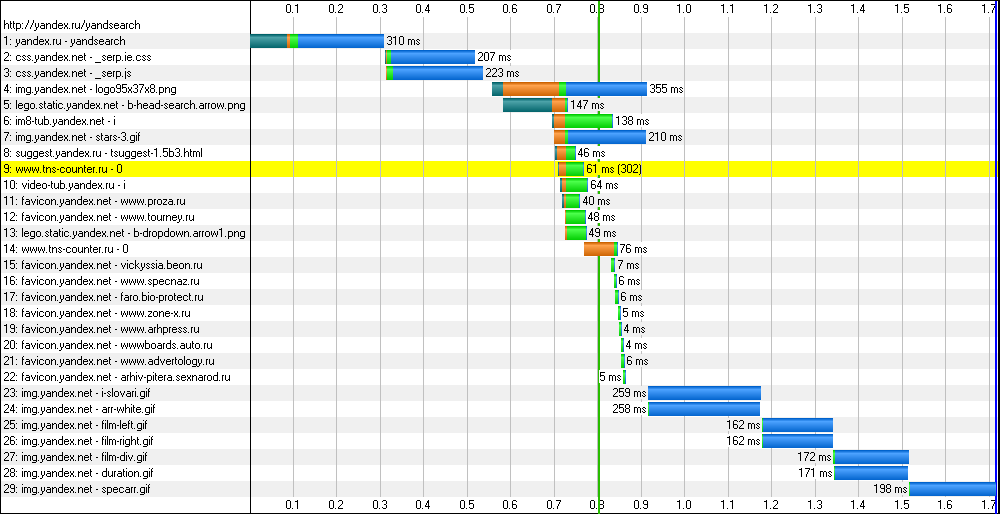 0.1 0.2 0.3 0.4 0.5 0.6 0.7 0.8 0.9 1.0 1.1 1.2 1.3 1.4 1.5 1.6 1.7
http://yandex.ru/yandsearch
1: yandex.ru - yandsearch 310 ms
2: css.yandex.net - _serp.ie.css 207 ms
3: css.yandex.net - _serp.js 223 ms
4: img.yandex.net - logo95x37x8.png 355 ms
5: lego.static.yandex.net - b-head-search.arrow.png 147 ms
6: im8-tub.yandex.net - i 138 ms
7: img.yandex.net - stars-3.gif 210 ms
8: suggest.yandex.ru - tsuggest-1.5b3.html 46 ms
9: www.tns-counter.ru - 0 61 ms (302)
10: video-tub.yandex.ru - i 64 ms
11: favicon.yandex.net - www.proza.ru 40 ms
12: favicon.yandex.net - www.tourney.ru 48 ms
13: lego.static.yandex.net - b-dropdown.arrow1.png 49 ms
14: www.tns-counter.ru - 0 76 ms
15: favicon.yandex.net - vickyssia.beon.ru 7 ms
16: favicon.yandex.net - www.specnaz.ru 6 ms
17: favicon.yandex.net - faro.bio-protect.ru 6 ms
18: favicon.yandex.net - www.zone-x.ru 5 ms
19: favicon.yandex.net - www.arhpress.ru 4 ms
20: favicon.yandex.net - wwwboards.auto.ru 4 ms
21: favicon.yandex.net - www.advertology.ru 6 ms
22: favicon.yandex.net - arhiv-pitera.sexnarod.ru 5 ms
23: img.yandex.net - i-slovari.gif 259 ms
24: img.yandex.net - arr-white.gif 258 ms
25: img.yandex.net - film-left.gif 162 ms
26: img.yandex.net - film-right.gif 162 ms
27: img.yandex.net - film-div.gif 172 ms
28: img.yandex.net - duration.gif 171 ms
29: img.yandex.net - specarr.gif 198 ms
0.1 0.2 0.3 0.4 0.5 0.6 0.7 0.8 0.9 1.0 1.1 1.2 1.3 1.4 1.5 1.6 1.7